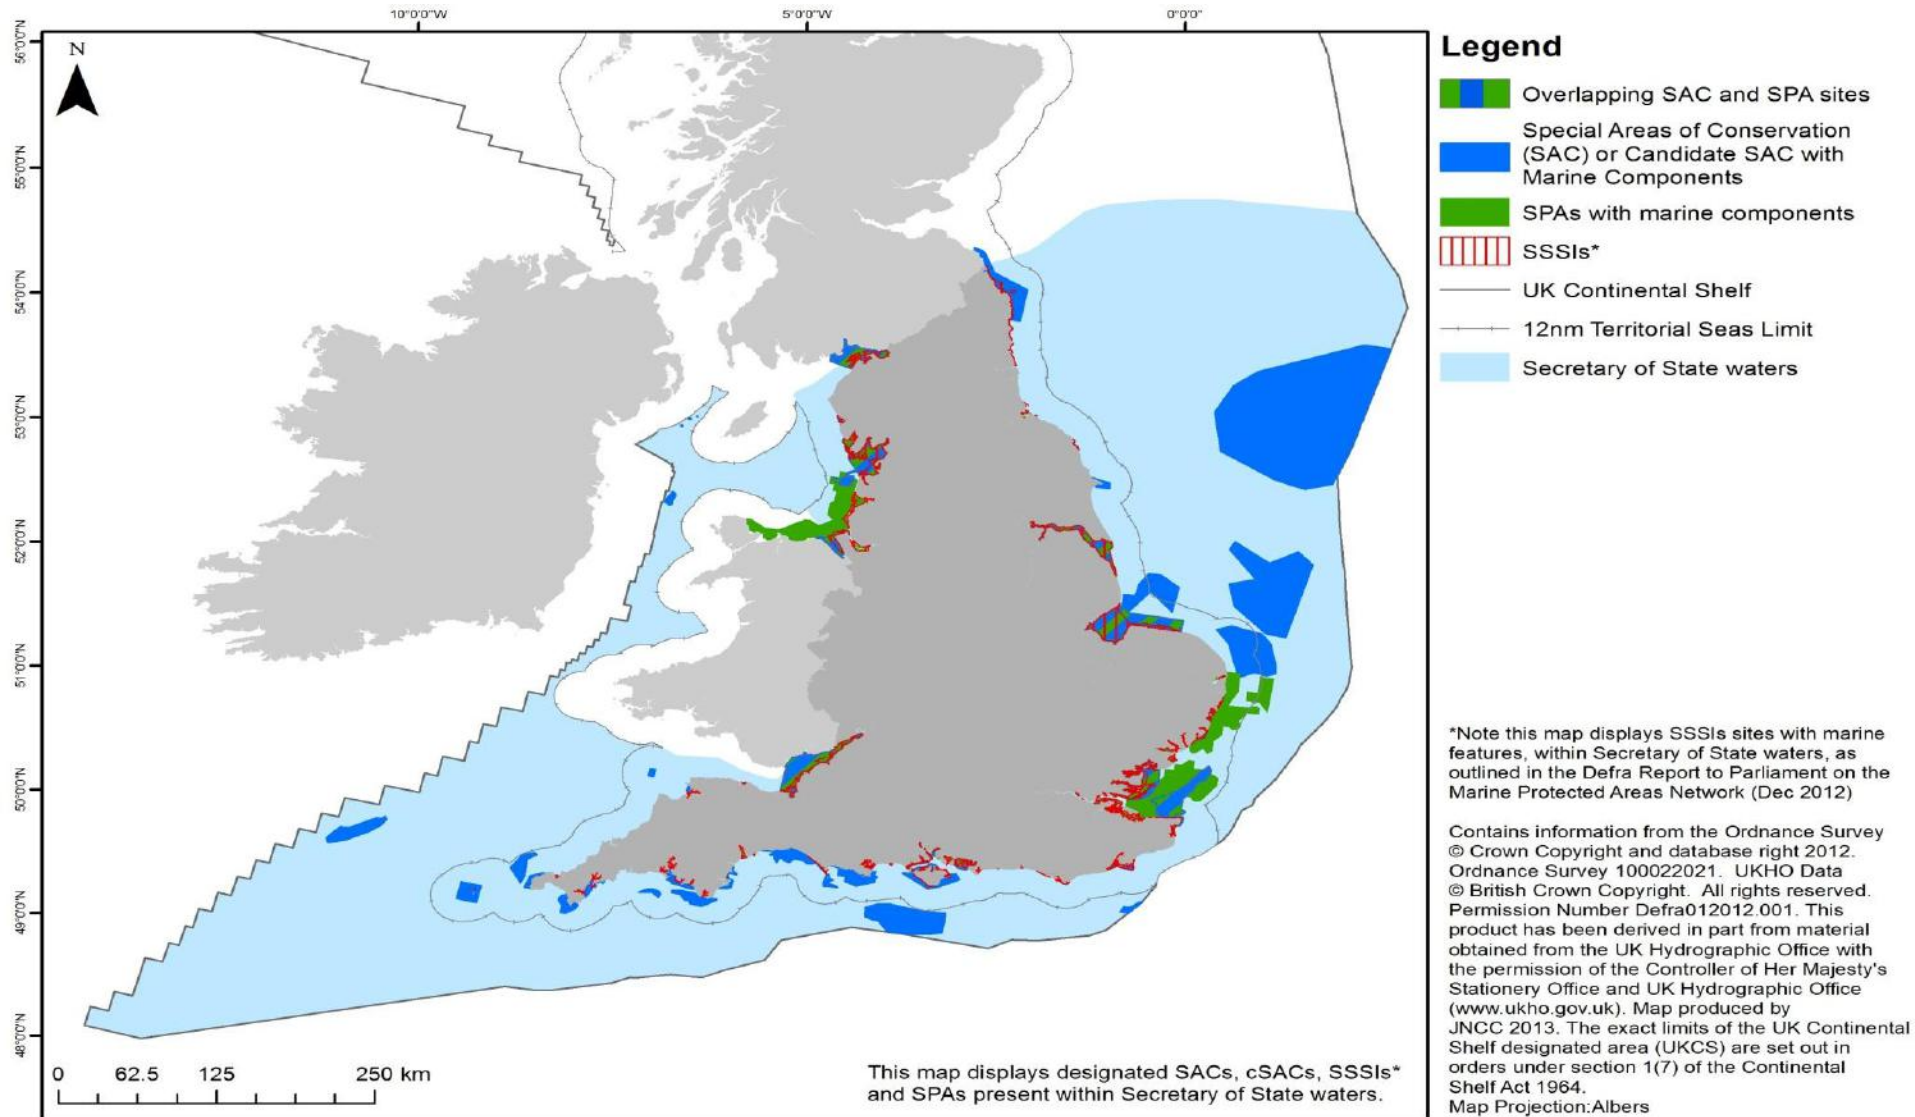 10°0'0"W
5°0'0"W
0°0'0"
56°0'0"N
55°0'0"N
54°0'0"N
53°0'0"N
52°0'0"N
51°0'0"N
50°0'0"N
49°0'0"N
48°0'0"N
N
0 62.5 125 250 km
This map displays designated SACs, cSACs, SSSIs*
and SPAs present within Secretary of State waters.
Legend
Overlapping SAC and SPA sites
Special Areas of Conservation
(SAC) or Candidate SAC with
Marine Components
SPAs with marine components
SSSIs*
UK Continental Shelf
12nm Territorial Seas Limit
Secretary of State waters
*Note this map displays SSSIs sites with marine
features, within Secretary of State waters, as
outlined in the Defra Report to Parliament on the
Marine Protected Areas Network (Dec 2012)
Contains information from the Ordnance Survey
© Crown Copyright and database right 2012.
Ordnance Survey 100022021. UKHO Data
© British Crown Copyright. All rights reserved.
Permission Number Defra012012.001. This
product has been derived in part from material
obtained from the UK Hydrographic Office with
the permission of the Controller of Her Majesty's
Stationery Office and UK Hydrographic Office
(www.ukho.gov.uk). Map produced by
JNCC 2013. The exact limits of the UK Continental
Shelf designated area (UKCS) are set out in
orders under section 1(7) of the Continental
Shelf Act 1964.
Map Projection:Albers